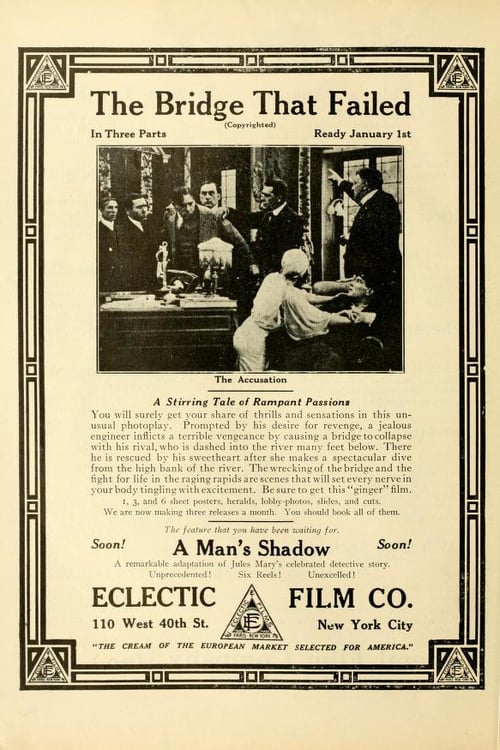 The Bridge That Failed
(Copyrighted)
In Three Parts Ready January 1st
The Accusation
A Stirring Tale of Rampant Passions
You will surely get your share of thrills and sensations in this un-
usual photoplay. Prompted by his desire for revenge, a jealous
engineer inflicts a terrible vengeance by causing a bridge to collapse
with his rival, who is dashed into the river many feet below. There
he is rescued by his sweetheart after she makes a spectacular dive
from the high bank of the river. The wrecking of the bridge and the
fight for life in the raging rapids are scenes that will set every nerve in
your body tingling with excitement. Be sure to get this "ginger" film.
1, 3, and 6 sheet posters, heralds, lobby-photos, slides, and cuts.
We are now making three releases a month. You should book all of them.
The feature that you have been waiting for.
Soon! A Man's Shadow Soon!
A remarkable adaptation of Jules Mary's celebrated detective story.
Unprecedented! Six Reels! Unexcelled!
ECLECTIC FILM CO.
ECLECTIC FILMS
EF
PARIS - NEW YORK
110 West 40th St. New York City
"THE CREAM OF THE EUROPEAN MARKET SELECTED FOR AMERICA."